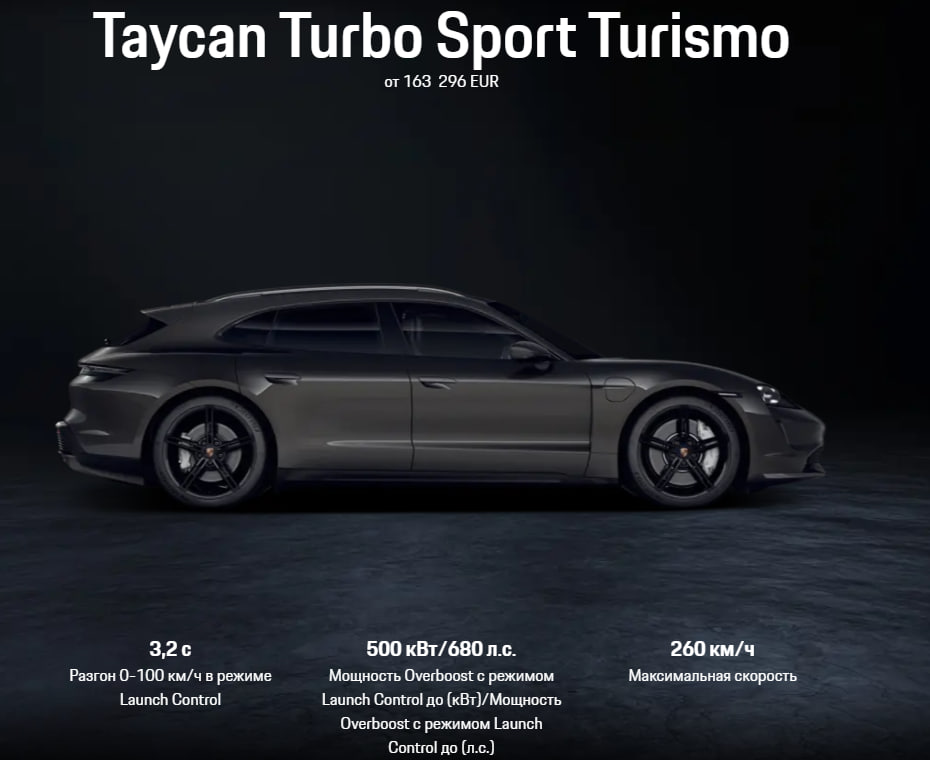 Taycan Turbo Sport Turismo
от 163 296 EUR
3,2 с
Разгон 0-100 км/ч в режиме
Launch Control
500 кВт/680 л.с.
Мощность Overboost с режимом
Launch Control до (кВт)/Мощность
Overboost с режимом Launch
Control до (л.с.)
260 км/ч
Максимальная скорость